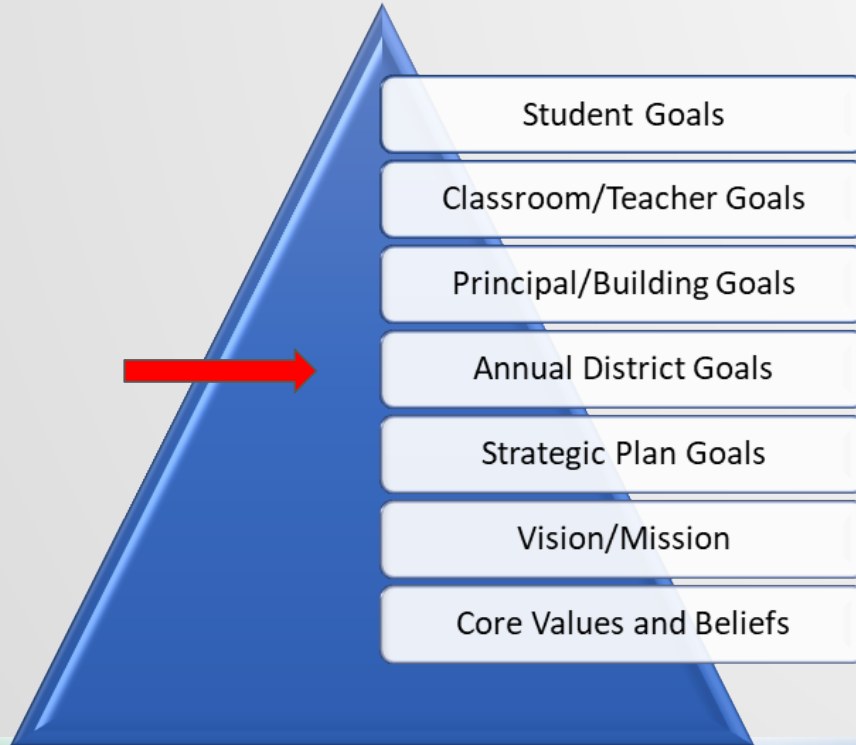 Student Goals
Classroom/Teacher Goals
Principal/Building Goals
Annual District Goals
Strategic Plan Goals
Vision/Mission
Core Values and Beliefs